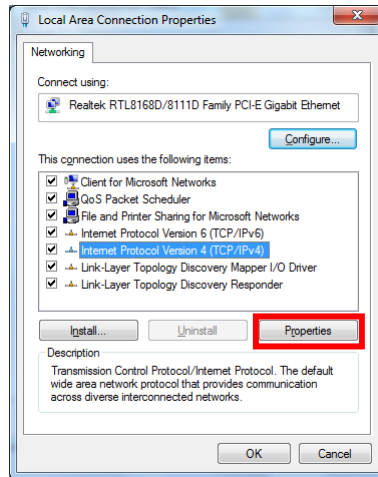 Local Area Connection Properties
Networking
Connect using:
Realtek RTL8168D/8111D Family PCI-E Gigabit Ethernet
Configure...
This connection uses the following items:
Client for Microsoft Networks
QoS Packet Scheduler
File and Printer Sharing for Microsoft Networks
Internet Protocol Version 6 (TCP/IPv6)
Internet Protocol Version 4 (TCP/IPv4)
Link-Layer Topology Discovery Mapper I/O Driver
Link-Layer Topology Discovery Responder
Install... Uninstall Properties
Description
Transmission Control Protocol/Internet Protocol. The default
wide area network protocol that provides communication
across diverse interconnected networks.
OK Cancel